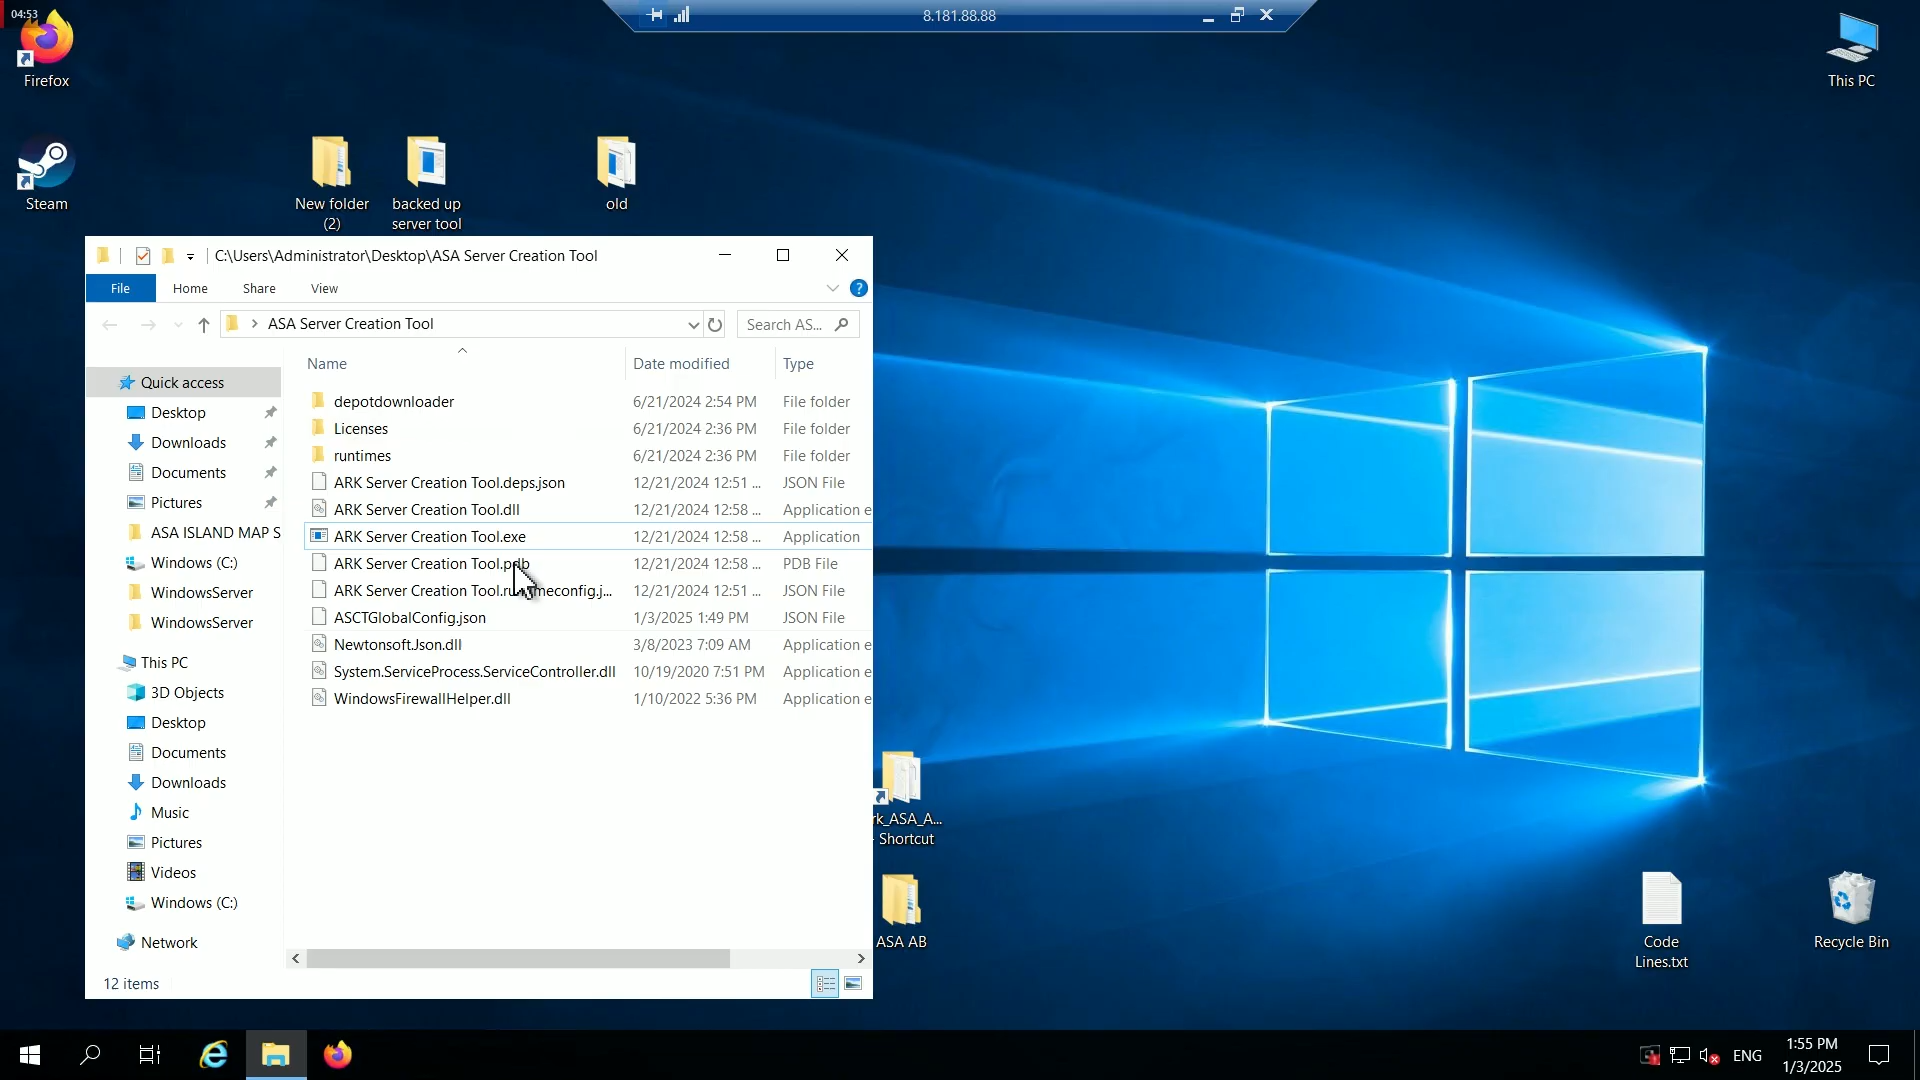 04:53
8.181.88.88
Firefox
This PC
Steam
New folder
(2)
backed up
server tool
old
C:\Users\Administrator\Desktop\ASA Server Creation Tool
File
Home
Share
View
?
ASA Server Creation Tool
Search AS...
Name
Date modified
Type
Quick access
Desktop
Downloads
Documents
Pictures
ASA ISLAND MAP S
Windows (C:)
WindowsServer
WindowsServer
This PC
3D Objects
Desktop
Documents
Downloads
Music
Pictures
Videos
Windows (C:)
Network
depotdownloader 6/21/2024 2:54 PM File folder
Licenses 6/21/2024 2:36 PM File folder
runtimes 6/21/2024 2:36 PM File folder
ARK Server Creation Tool.deps.json 12/21/2024 12:51 ... JSON File
ARK Server Creation Tool.dll 12/21/2024 12:58 ... Application e
ARK Server Creation Tool.exe 12/21/2024 12:58 ... Application
ARK Server Creation Tool.pdb 12/21/2024 12:58 ... PDB File
ARK Server Creation Tool.runtimeconfig.j... 12/21/2024 12:51 ... JSON File
ASCTGlobalConfig.json 1/3/2025 1:49 PM JSON File
Newtonsoft.Json.dll 3/8/2023 7:09 AM Application e
System.ServiceProcess.ServiceController.dll 10/19/2020 7:51 PM Application e
WindowsFirewallHelper.dll 1/10/2022 5:36 PM Application e
12 items
rk_ASA_A...
- Shortcut
ASA AB
Code
Lines.txt
Recycle Bin
ENG
1:55 PM
1/3/2025